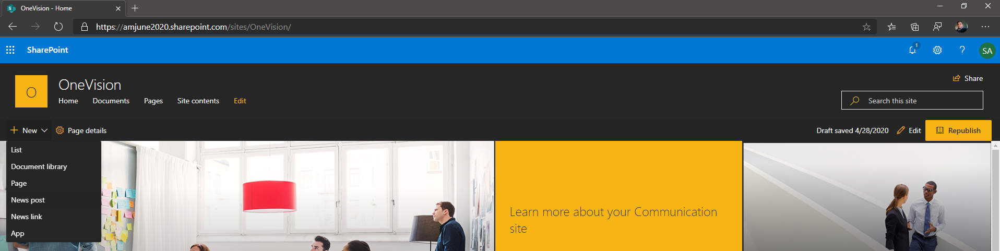 OneVision - Home
https://amjune2020.sharepoint.com/sites/OneVision/
SharePoint
1
SA
O
OneVision
Share
Home Documents Pages Site contents Edit
Search this site
New Page details Draft saved 4/28/2020 Edit Republish
List
Document library
Page
News post
News link
App
Learn more about your Communication
site